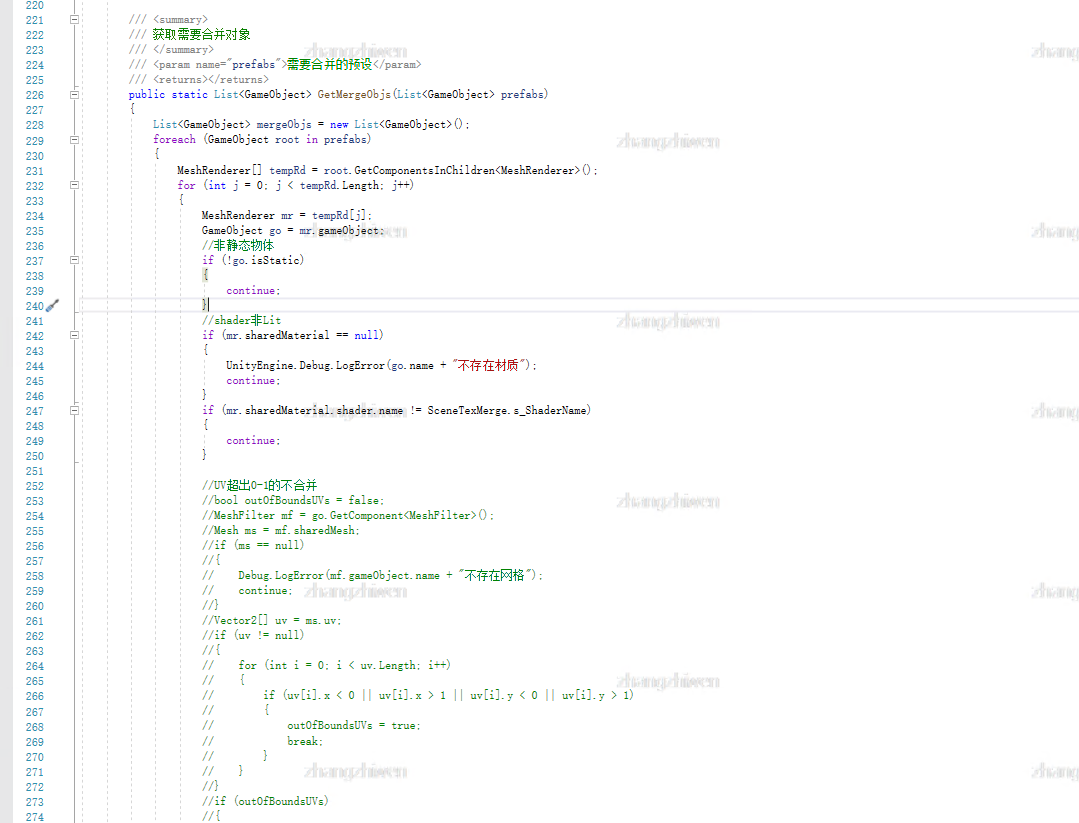 220
221 /// <summary>
222 /// 获取需要合并对象
223 /// </summary>
224 /// <param name="prefabs">需要合并的预设</param>
225 /// <returns></returns>
226 public static List<GameObject> GetMergeObjs(List<GameObject> prefabs)
227 {
228 List<GameObject> mergeObjs = new List<GameObject>();
229 foreach (GameObject root in prefabs)
230 {
231 MeshRenderer[] tempRd = root.GetComponentsInChildren<MeshRenderer>();
232 for (int j = 0; j < tempRd.Length; j++)
233 {
234 MeshRenderer mr = tempRd[j];
235 GameObject go = mr.gameObject;
236 //非静态物体
237 if (!go.isStatic)
238 {
239 continue;
240 }
241 //shader非Lit
242 if (mr.sharedMaterial == null)
243 {
244 UnityEngine.Debug.LogError(go.name + "不存在材质");
245 continue;
246 }
247 if (mr.sharedMaterial.shader.name != SceneTexMerge.s_ShaderName)
248 {
249 continue;
250 }
251
252 //UV超出0-1的不合并
253 //bool outOfBoundsUVs = false;
254 //MeshFilter mf = go.GetComponent<MeshFilter>();
255 //Mesh ms = mf.sharedMesh;
256 //if (ms == null)
257 //{
258 // Debug.LogError(mf.gameObject.name + "不存在网格");
259 // continue;
260 //}
261 //Vector2[] uv = ms.uv;
262 //if (uv != null)
263 //{
264 // for (int i = 0; i < uv.Length; i++)
265 // {
266 // if (uv[i].x < 0 || uv[i].x > 1 || uv[i].y < 0 || uv[i].y > 1)
267 // {
268 // outOfBoundsUVs = true;
269 // break;
270 // }
271 // }
272 //}
273 //if (outOfBoundsUVs)
274 //{